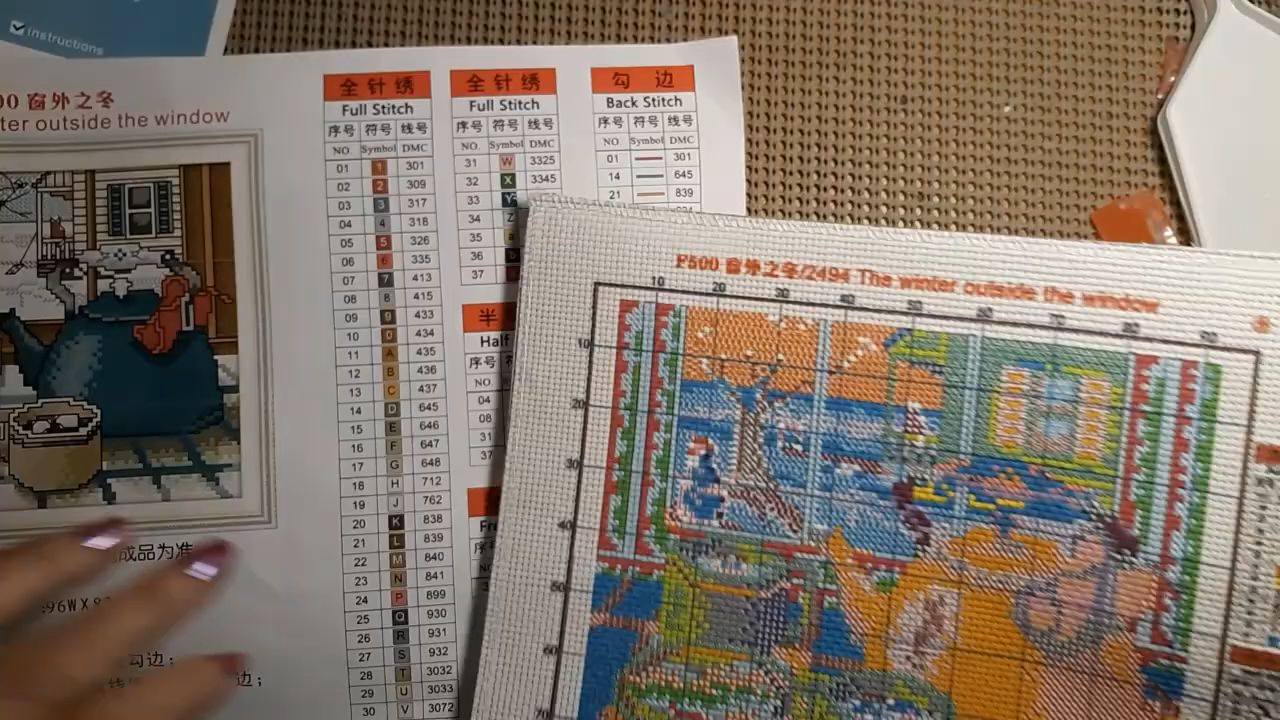 instructions
00 窗外之冬
ter outside the window
成品为准
96W X 8
勾边;
边;
全针绣
Full Stitch
序号 符号 线号
NO. Symbol DMC
01 1 301
02 2 309
03 3 317
04 4 318
05 5 326
06 6 335
07 7 413
08 8 415
09 9 433
10 0 434
11 A 435
12 B 436
13 C 437
14 D 645
15 E 646
16 F 647
17 G 648
18 H 712
19 J 762
20 K 838
21 L 839
22 M 840
23 N 841
24 P 899
25 Q 930
26 R 931
27 S 932
28 T 3032
29 U 3033
30 V 3072
全针绣
Full Stitch
序号 符号 线号
NO. Symbol DMC
31 W 3325
32 X 3345
33 Y
34 Z
35
36
37
半
Half
序号
NO.
04
08
31
37
Fr
勾 边
Back Stitch
序号 符号 线号
NO. Symbol DMC
01 301
14 645
21 839
F500 窗外之冬/2494 The winter outside the window
10 20 30 40 50 60 70 80 90
10
20
30
40
50
60
70